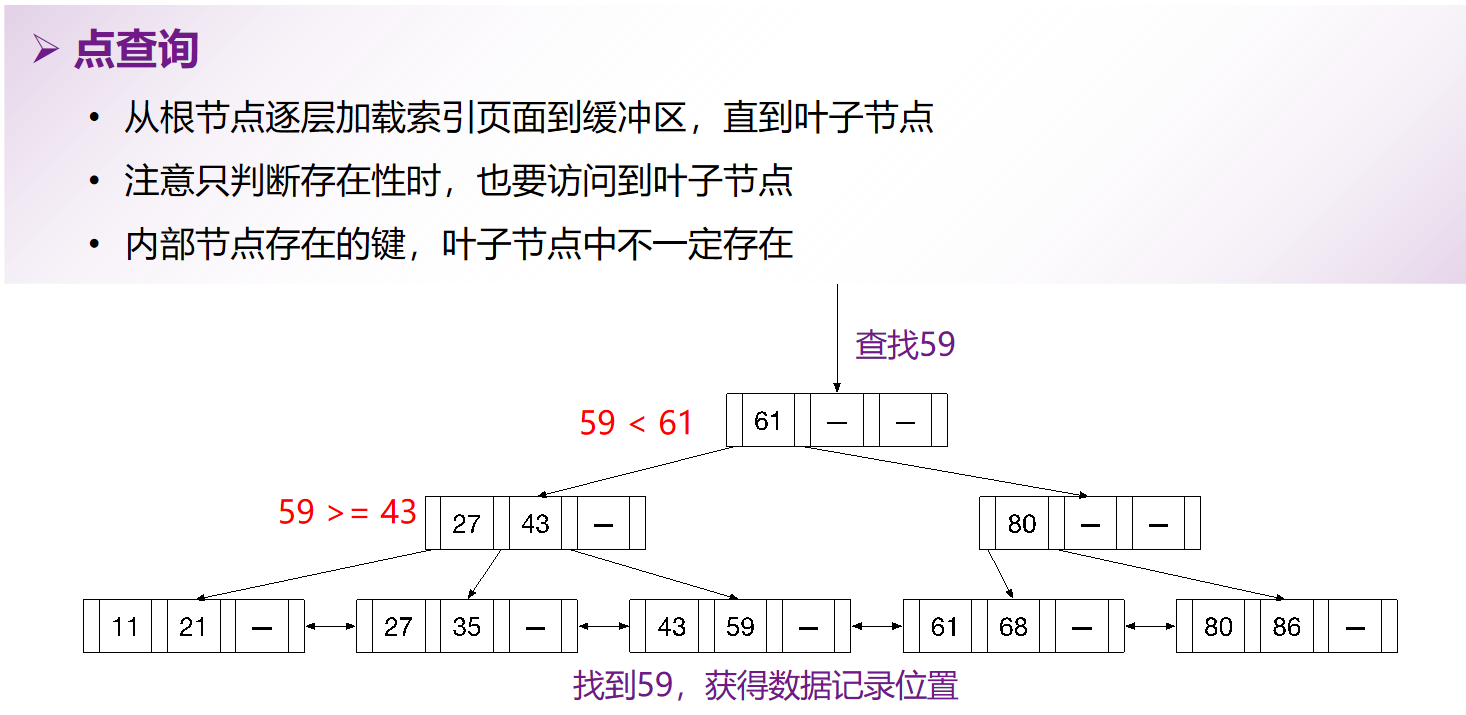 ➢ 点查询
• 从根节点逐层加载索引页面到缓冲区，直到叶子节点
• 注意只判断存在性时，也要访问到叶子节点
• 内部节点存在的键，叶子节点中不一定存在
查找59
59 < 61
61 — —
59 >= 43
27 43 —
80 — —
11 21 —
27 35 —
43 59 —
61 68 —
80 86 —
找到59，获得数据记录位置